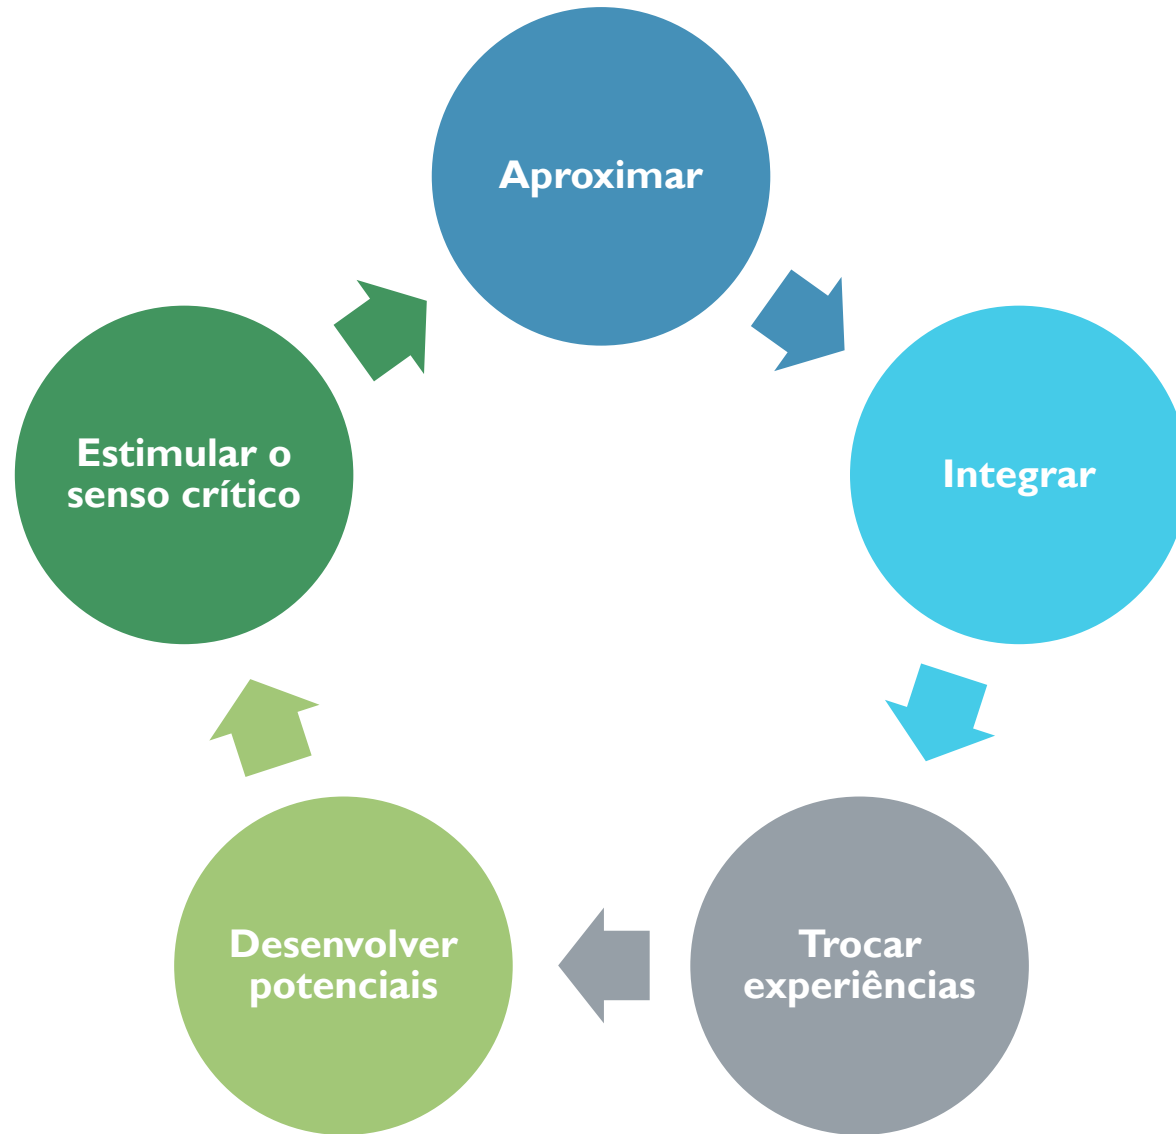 Aproximar
Integrar
Trocar
experiências
Desenvolver
potenciais
Estimular o
senso crítico